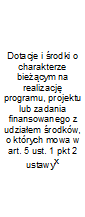 Dotacje i środki o
charakterze
bieżącym na
realizację
programu, projektu
lub zadania
finansowanego z
udziałem środków,
o których mowa w
art. 5 ust. 1 pkt 2
ustawyx